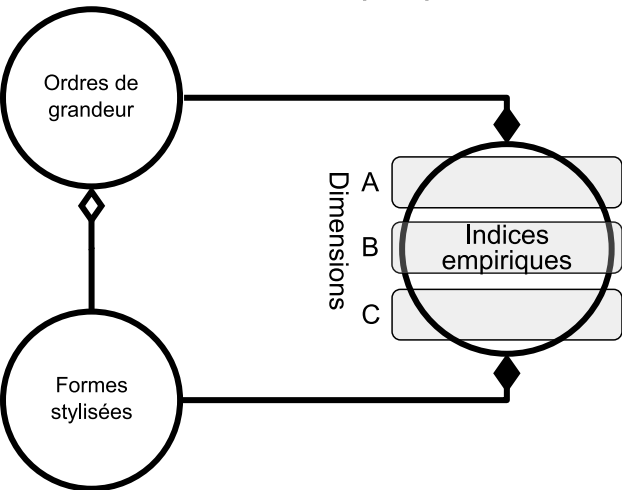 Ordres de
grandeur
Dimensions
A
B
C
Indices
empiriques
Formes
stylisées